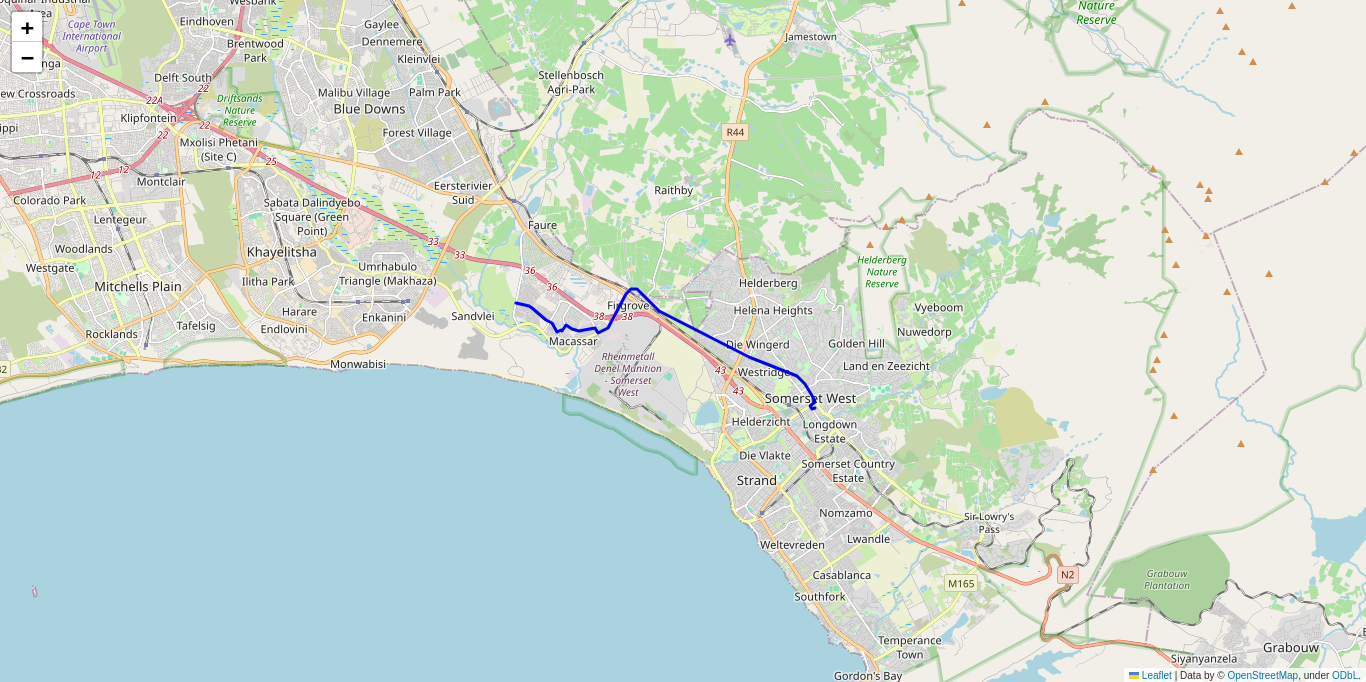 +
−
Cape Town
International
Airport
Eindhoven
Brentwood
Park
Gaylee
Dennemere
Kleinvlei
Jamestown
Nature
Reserve
Delft South
22
Malibu Village
Palm Park
Stellenbosch
Agri-Park
22A
Driftsands
Nature
Reserve
Blue Downs
Klipfontein
22
22
Forest Village
R44
Mxolisi Phetani
(Site C)
25
12
12
Montclair
Colorado Park
Lentegeur
Sabata Dalindyebo
Square (Green
Point)
Eersterivier
Suid
Raithby
Faure
Woodlands
Westgate
Khayelitsha
33
33
36
36
Umrhabulo
Triangle (Makhaza)
Ilitha Park
Mitchells Plain
Harare
Enkanini
Endlovini
Tafelsig
Rocklands
Monwabisi
Sandvlei
Firgrove
38
38
Macassar
Rheinmetall
Denel Munition
- Somerset
West
Helderberg
Helena Heights
Helderberg
Nature
Reserve
Vyeboom
Nuwedorp
Die Wingerd
Golden Hill
Westridge
Land en Zeezicht
43
43
Somerset West
Helderzicht
Longdown
Estate
Die Vlakte
Somerset Country
Estate
Strand
Nomzamo
Sir Lowry's
Pass
Lwandle
Weltevreden
Casablanca
M165
N2
Southfork
Grabouw
Plantation
Temperance
Town
Gordon's Bay
Siyanyanzela
Grabouw
Leaflet | Data by © OpenStreetMap, under ODbL.